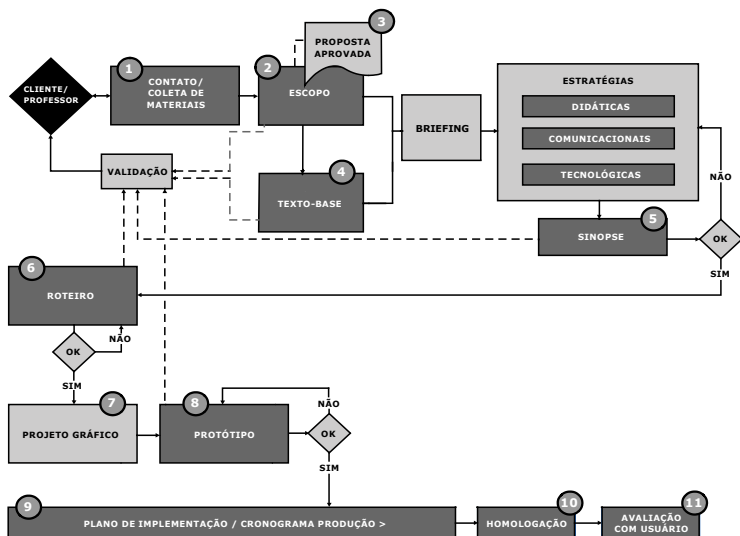 3
PROPOSTA
APROVADA
1
2
CLIENTE/
PROFESSOR
CONTATO/
COLETA DE
MATERIAIS
ESCOPO
ESTRATÉGIAS
DIDÁTICAS
COMUNICACIONAIS
TECNOLÓGICAS
BRIEFING
VALIDAÇÃO
4
TEXTO-BASE
NÃO
5
SINOPSE
OK
SIM
6
ROTEIRO
OK
NÃO
SIM
7
PROJETO GRÁFICO
8
PROTÓTIPO
NÃO
OK
SIM
9
PLANO DE IMPLEMENTAÇÃO / CRONOGRAMA PRODUÇÃO >
10
HOMOLOGAÇÃO
11
AVALIAÇÃO
COM USUÁRIO